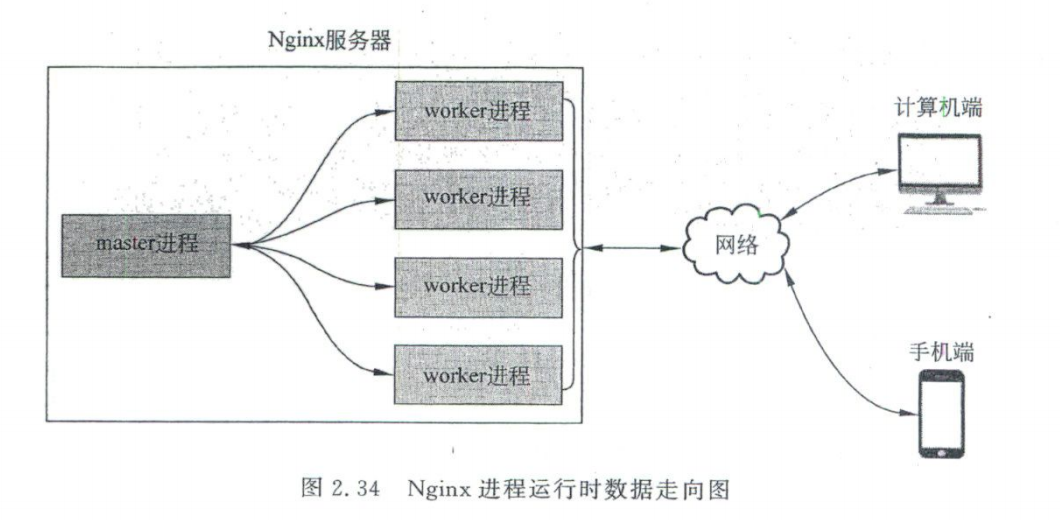 Nginx服务器
worker进程
计算机端
worker进程
master进程
网络
worker进程
手机端
worker进程
图 2.34 Nginx 进程运行时数据走向图